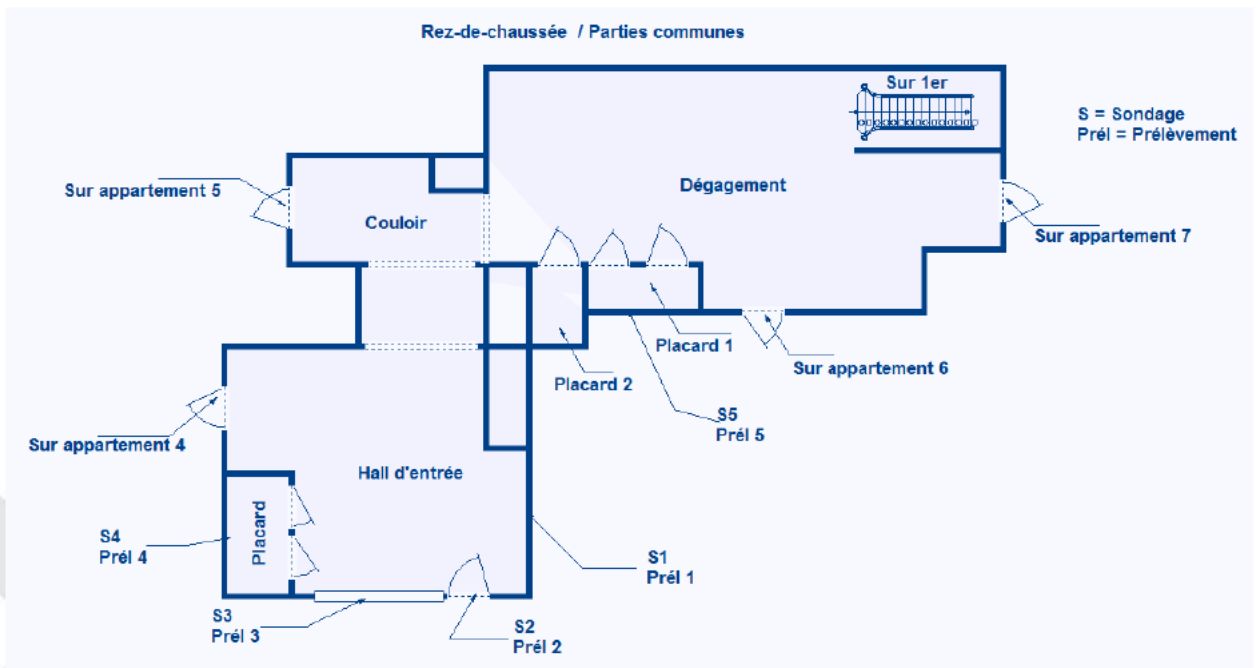 Rez-de-chaussée / Parties communes
Sur 1er
S = Sondage
Prél = Prélèvement
Sur appartement 5
Couloir
Dégagement
Sur appartement 7
Placard 1
Sur appartement 6
Placard 2
S5
Prél 5
Sur appartement 4
Hall d'entrée
Placard
S4
Prél 4
S1
Prél 1
S3
Prél 3
S2
Prél 2